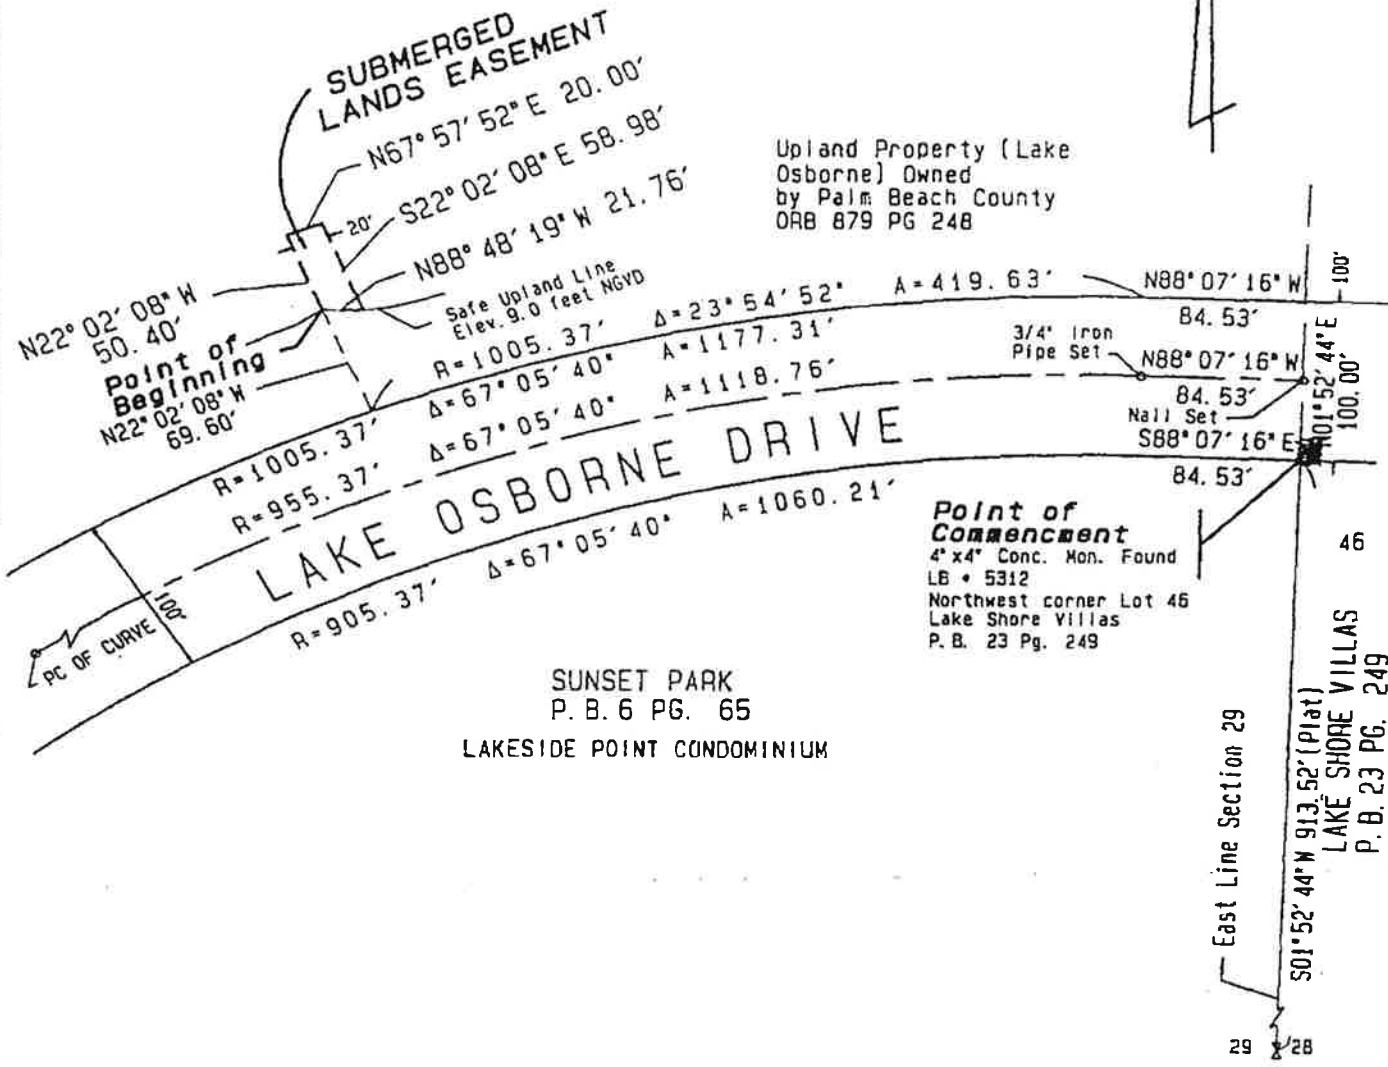 SUBMERGED
LANDS EASEMENT
N67° 57' 52" E 20.00'
S22° 02' 08" E 58.98'
20'
N88° 48' 19" W 21.76'
Safe Upland Line
Elev. 9.0 feet NGVD
N22° 02' 08" W
50.40'
Point of
Beginning
N22° 02' 08" W
69.60'
Upland Property (Lake
Osborne) Owned
by Palm Beach County
ORB 879 PG 248
R=1005.37' Δ=23° 54' 52" A=419.63'
N88° 07' 16" W
84.53'
100'
R=1005.37' Δ=67° 05' 40" A=1177.31'
3/4" Iron
Pipe Set
N88° 07' 16" W
84.53'
Nail Set
R=955.37' Δ=67° 05' 40" A=1118.76'
S88° 07' 16" E
84.53'
N01° 52' 44" E
100.00'
LAKE OSBORNE DRIVE
R=905.37' Δ=67° 05' 40" A=1060.21'
100'
PC OF CURVE
Point of
Commencment
4"x4" Conc. Mon. Found
LB # 5312
Northwest corner Lot 46
Lake Shore Villas
P.B. 23 Pg. 249
46
SUNSET PARK
P.B. 6 PG. 65
LAKESIDE POINT CONDOMINIUM
East Line Section 29
S01° 52' 44" W 913.52' (Plat)
LAKE SHORE VILLAS
P.B. 23 PG. 249
29
28